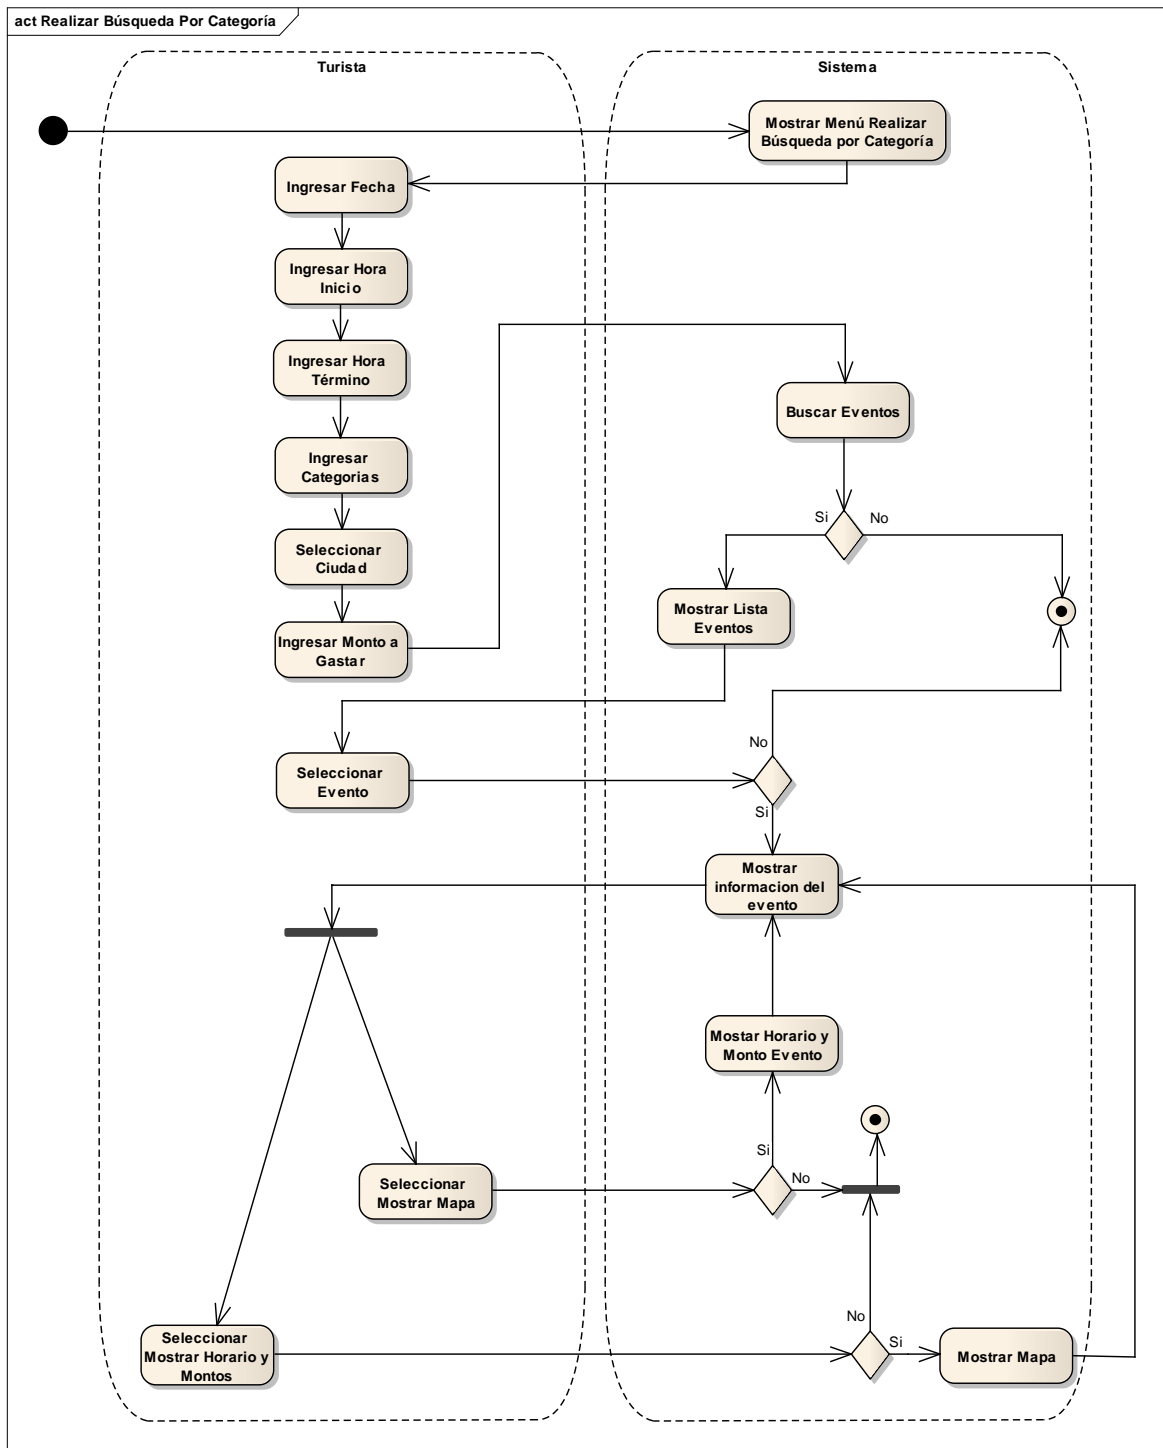 act Realizar Búsqueda Por Categoría
Turista
Sistema
Mostrar Menú Realizar
Búsqueda por Categoría
Ingresar Fecha
Ingresar Hora
Inicio
Ingresar Hora
Término
Buscar Eventos
Ingresar
Categorias
Si
No
Seleccionar
Ciudad
Mostrar Lista
Eventos
Ingresar Monto a
Gastar
No
Seleccionar
Evento
Si
Mostrar
informacion del
evento
Mostar Horario y
Monto Evento
Si
No
Seleccionar
Mostrar Mapa
No
Si
Seleccionar
Mostrar Horario y
Montos
Mostrar Mapa